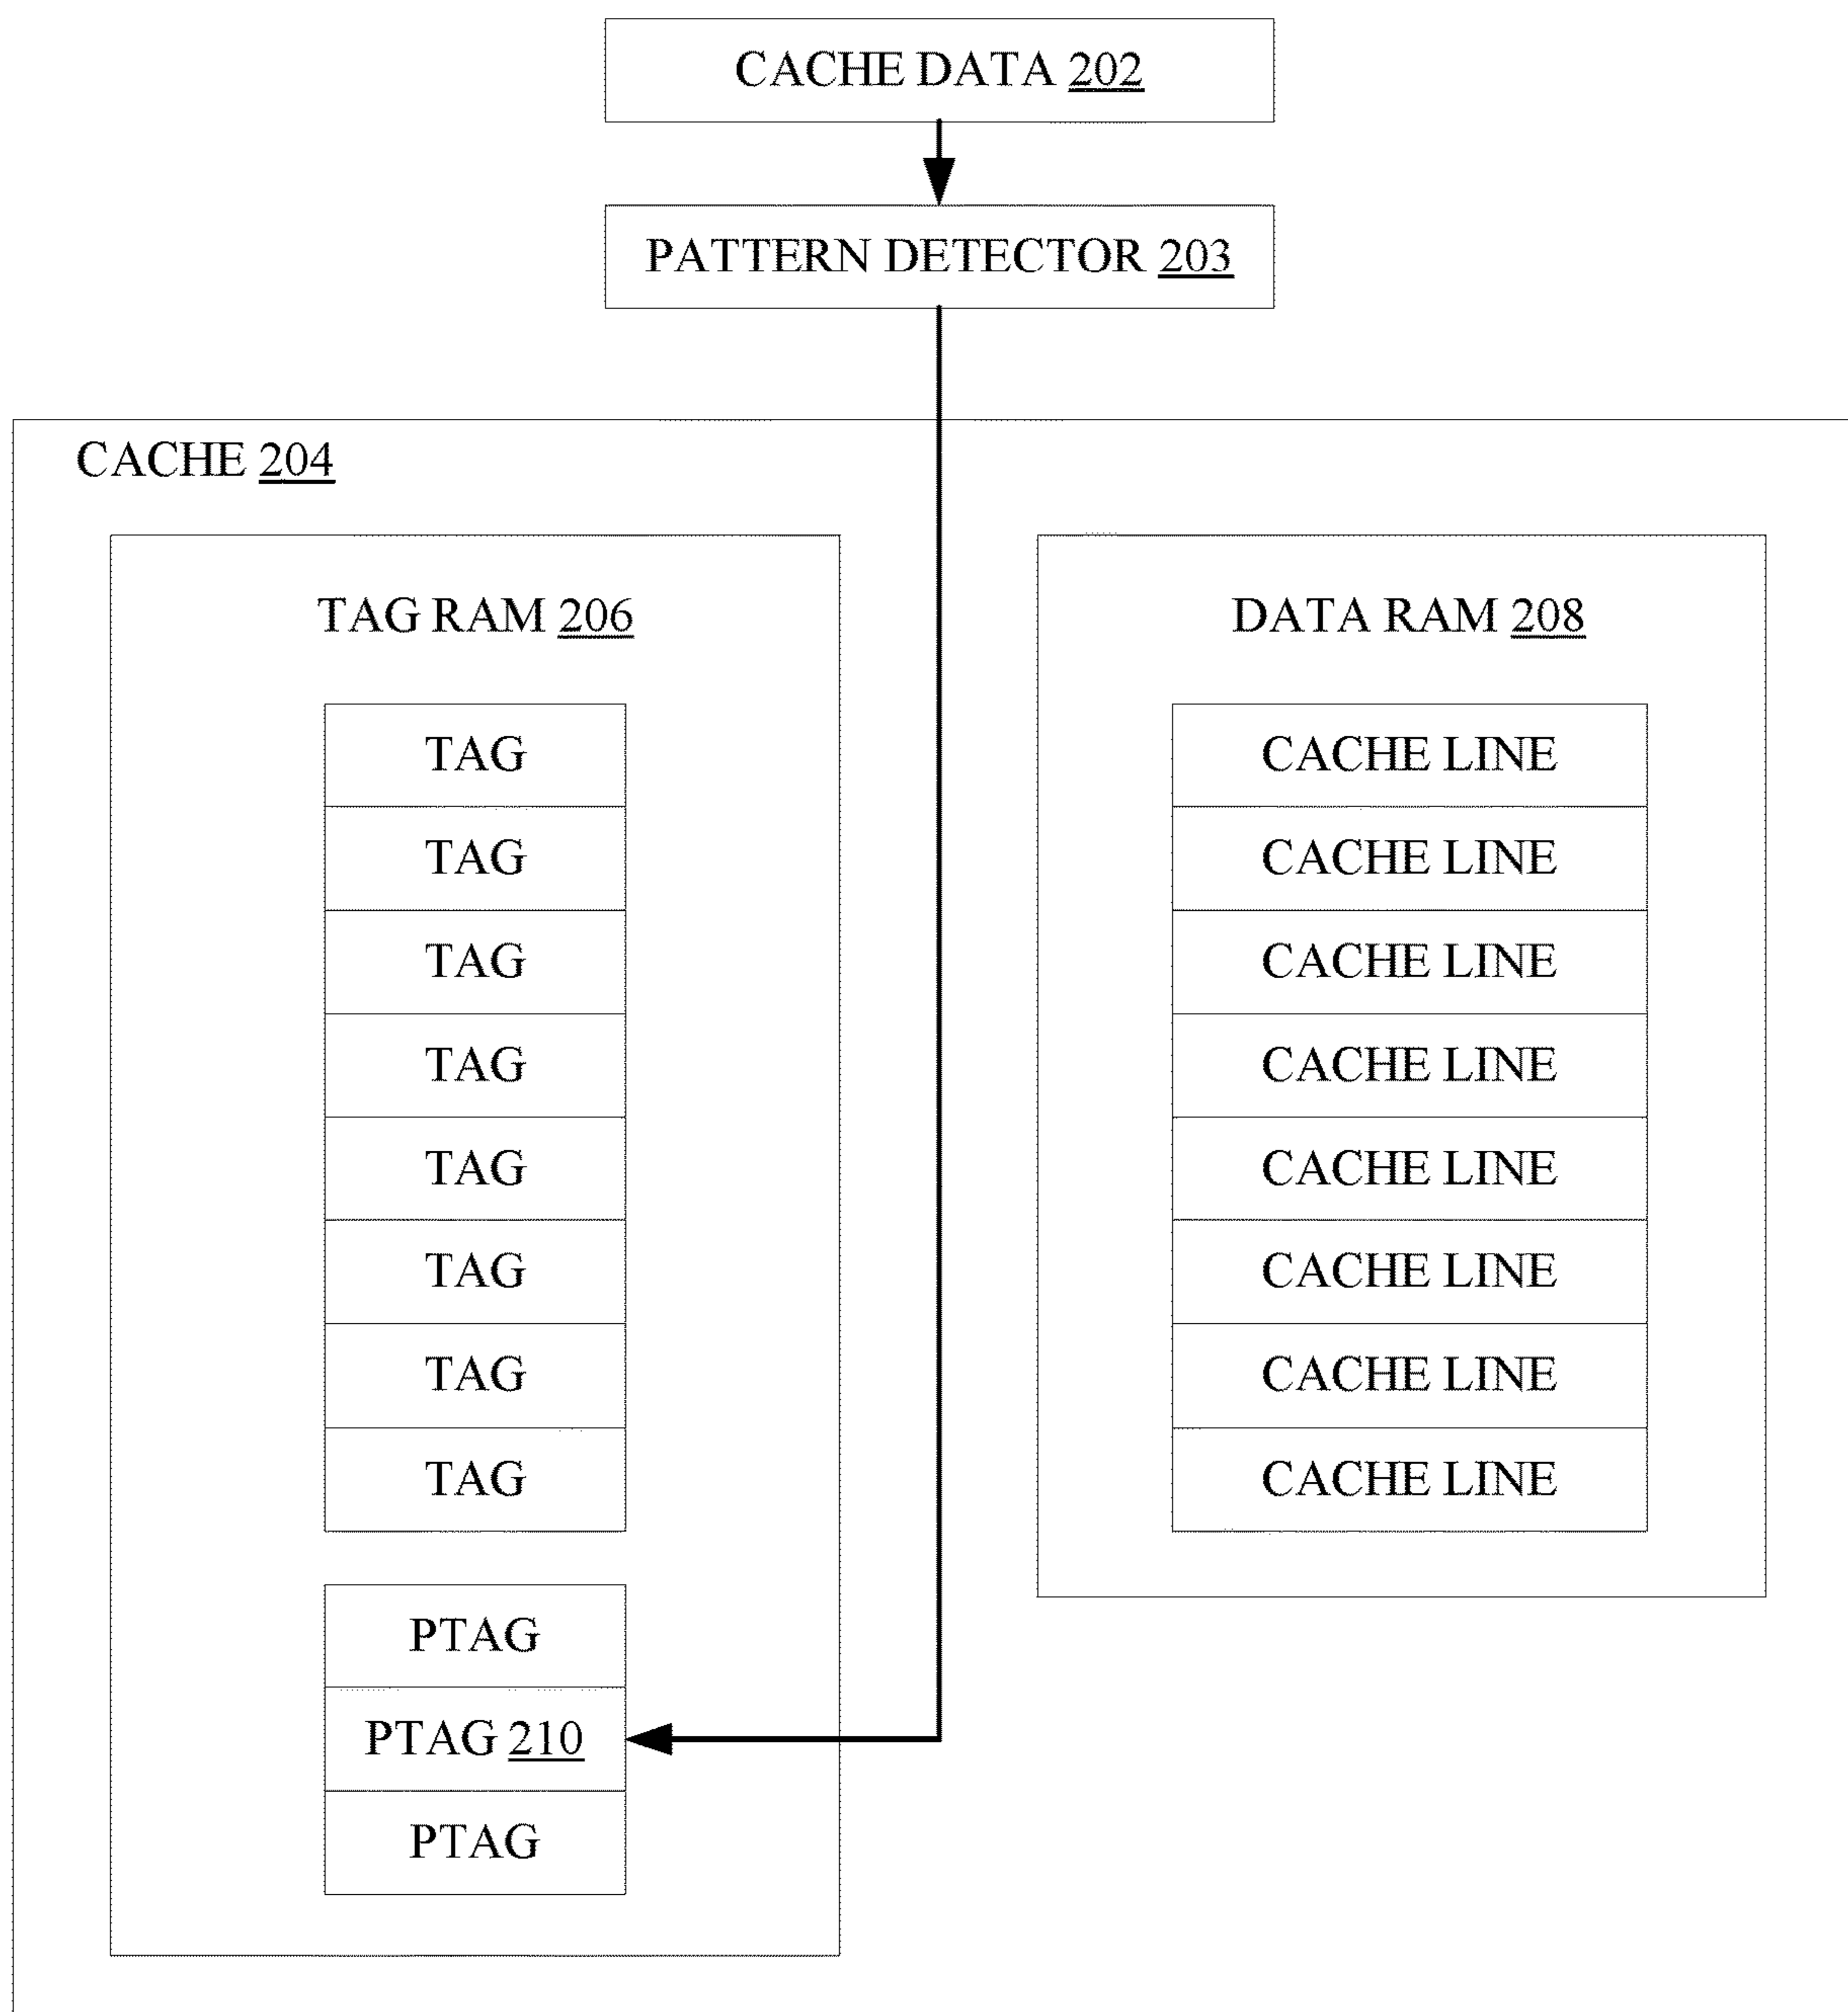 CACHE DATA 202
PATTERN DETECTOR 203
CACHE 204
TAG RAM 206
TAG
TAG
TAG
TAG
TAG
TAG
TAG
TAG
PTAG
PTAG 210
PTAG
DATA RAM 208
CACHE LINE
CACHE LINE
CACHE LINE
CACHE LINE
CACHE LINE
CACHE LINE
CACHE LINE
CACHE LINE